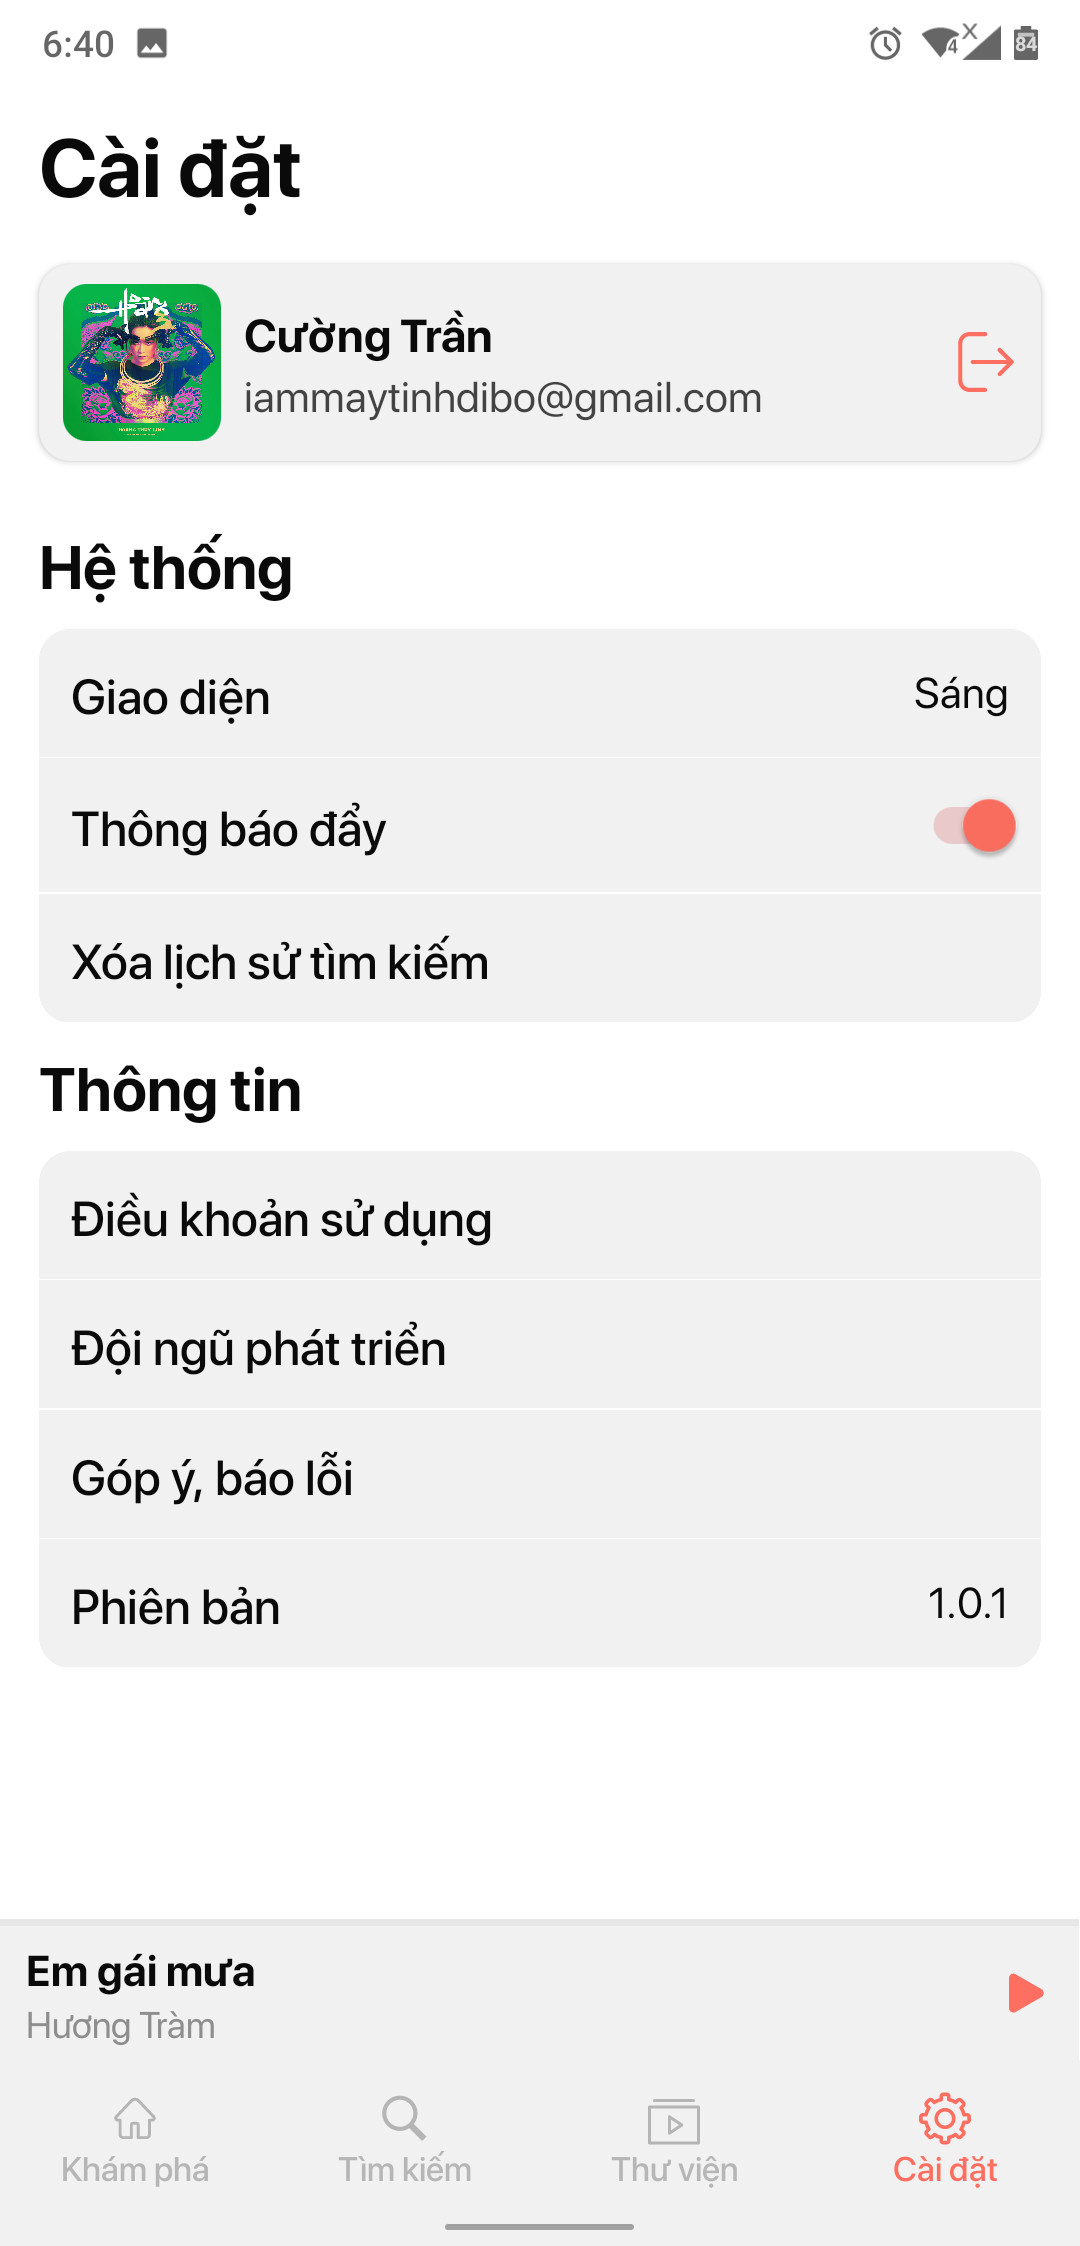 6:40
4
X
84
Cài đặt
Cường Trần
iammaytinhdibo@gmail.com
Hệ thống
Giao diện
Sáng
Thông báo đẩy
Xóa lịch sử tìm kiếm
Thông tin
Điều khoản sử dụng
Đội ngũ phát triển
Góp ý, báo lỗi
Phiên bản
1.0.1
Em gái mưa
Hương Tràm
Khám phá
Tìm kiếm
Thư viện
Cài đặt